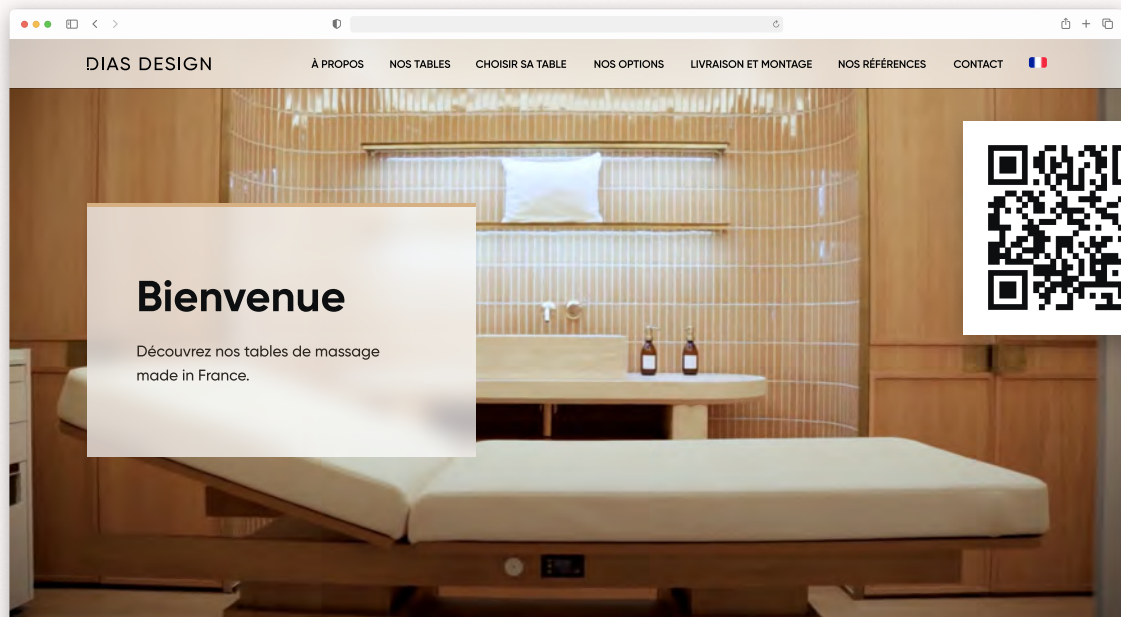 DIAS DESIGN
À PROPOS NOS TABLES CHOISIR SA TABLE NOS OPTIONS LIVRAISON ET MONTAGE NOS RÉFÉRENCES CONTACT
Bienvenue
Découvrez nos tables de massage
made in France.